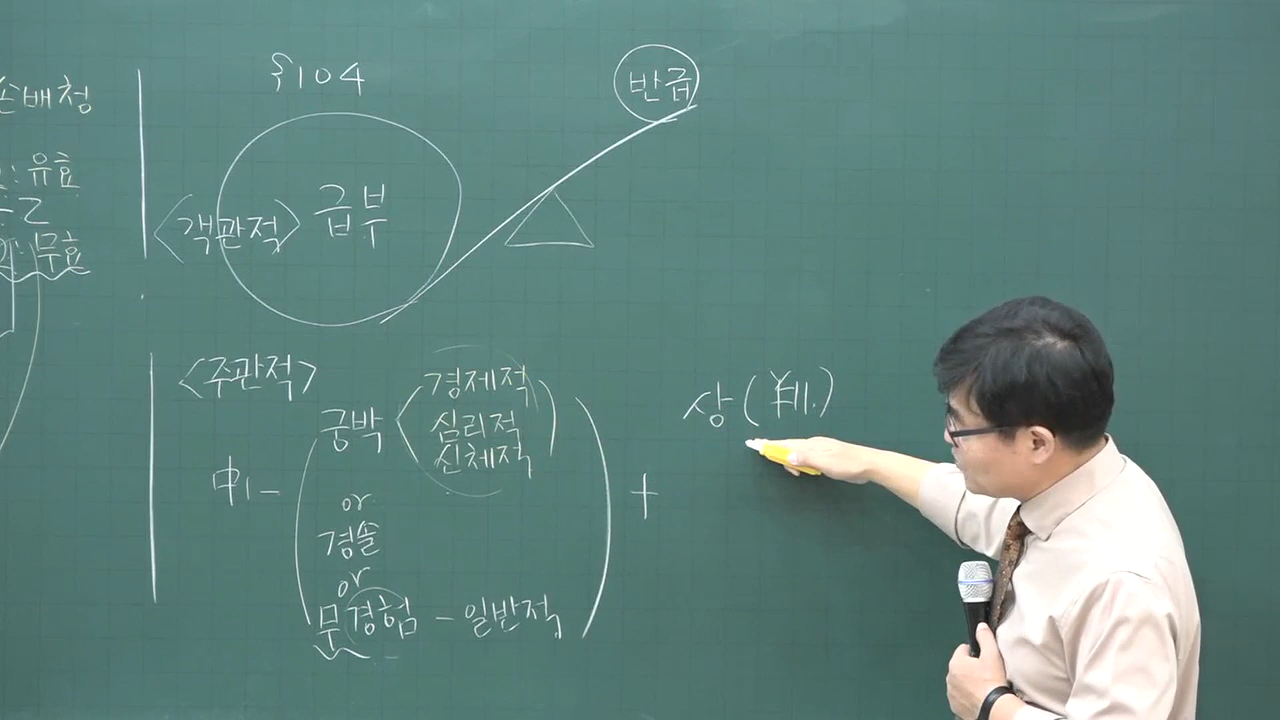 손배청
유효
무효
§104
반급
<객관적> 급부
<주관적>
궁박 < 경제적
심리적
신체적
中 1-
or
경솔
or
무경험 - 일반적
+
상(